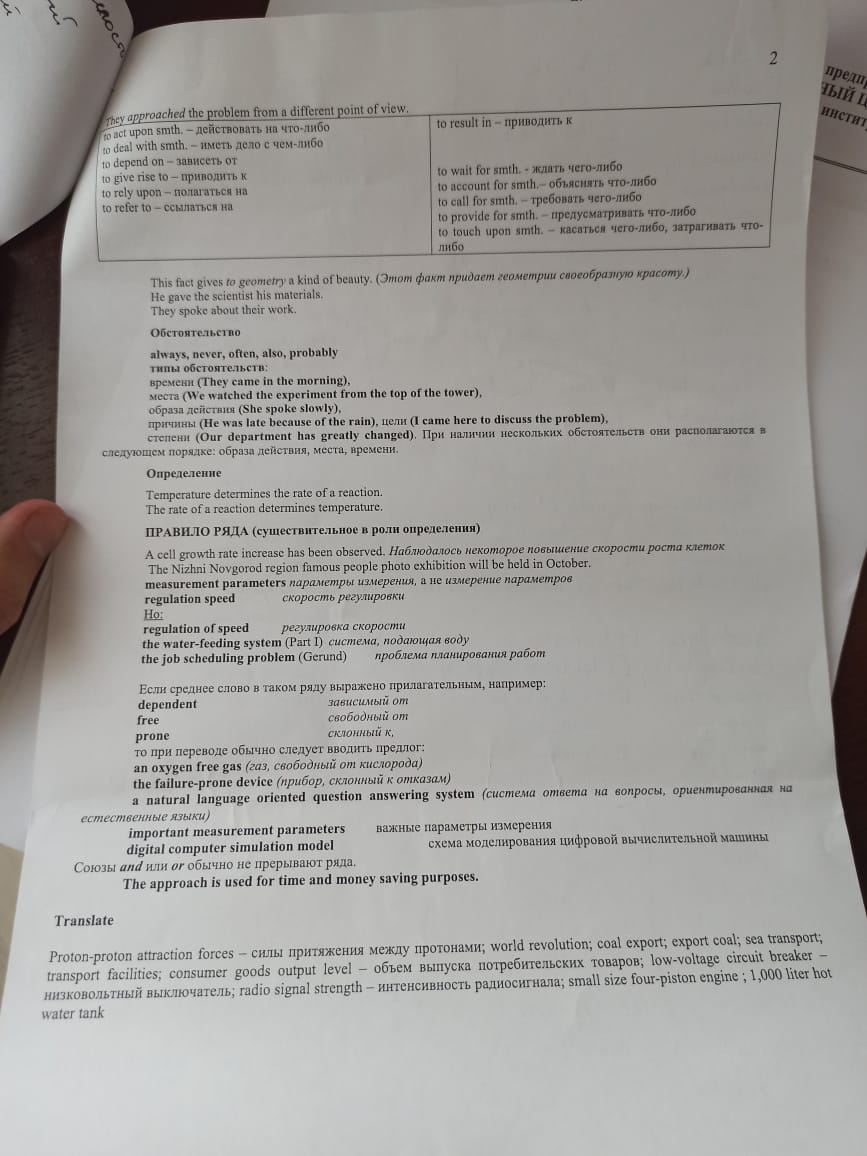 2
They approached the problem from a different point of view.
to act upon smth. – действовать на что-либо
to deal with smth. – иметь дело с чем-либо
to depend on – зависеть от
to give rise to – приводить к
to rely upon – полагаться на
to refer to – ссылаться на
to result in – приводить к
to wait for smth. - ждать чего-либо
to account for smth.– объяснять что-либо
to call for smth. – требовать чего-либо
to provide for smth. – предусматривать что-либо
to touch upon smth. – касаться чего-либо, затрагивать что-
либо
This fact gives to geometry a kind of beauty. (Этот факт придает геометрии своеобразную красоту.)
He gave the scientist his materials.
They spoke about their work.
Обстоятельство
always, never, often, also, probably
типы обстоятельств:
времени (They came in the morning),
места (We watched the experiment from the top of the tower),
образа действия (She spoke slowly),
причины (He was late because of the rain), цели (I came here to discuss the problem),
степени (Our department has greatly changed). При наличии нескольких обстоятельств они располагаются в
следующем порядке: образа действия, места, времени.
Определение
Temperature determines the rate of a reaction.
The rate of a reaction determines temperature.
ПРАВИЛО РЯДА (существительное в роли определения)
A cell growth rate increase has been observed. Наблюдалось некоторое повышение скорости роста клеток
The Nizhni Novgorod region famous people photo exhibition will be held in October.
measurement parameters параметры измерения, а не измерение параметров
regulation speed скорость регулировки
Но:
regulation of speed регулировка скорости
the water-feeding system (Part I) система, подающая воду
the job scheduling problem (Gerund) проблема планирования работ
Если среднее слово в таком ряду выражено прилагательным, например:
dependent зависимый от
free свободный от
prone склонный к,
то при переводе обычно следует вводить предлог:
an oxygen free gas (газ, свободный от кислорода)
the failure-prone device (прибор, склонный к отказам)
a natural language oriented question answering system (система ответа на вопросы, ориентированная на
естественные языки)
important measurement parameters важные параметры измерения
digital computer simulation model схема моделирования цифровой вычислительной машины
Союзы and или or обычно не прерывают ряда.
The approach is used for time and money saving purposes.
Translate
Proton-proton attraction forces – силы притяжения между протонами; world revolution; coal export; export coal; sea transport;
transport facilities; consumer goods output level – объем выпуска потребительских товаров; low-voltage circuit breaker –
низковольтный выключатель; radio signal strength – интенсивность радиосигнала; small size four-piston engine ; 1,000 liter hot
water tank